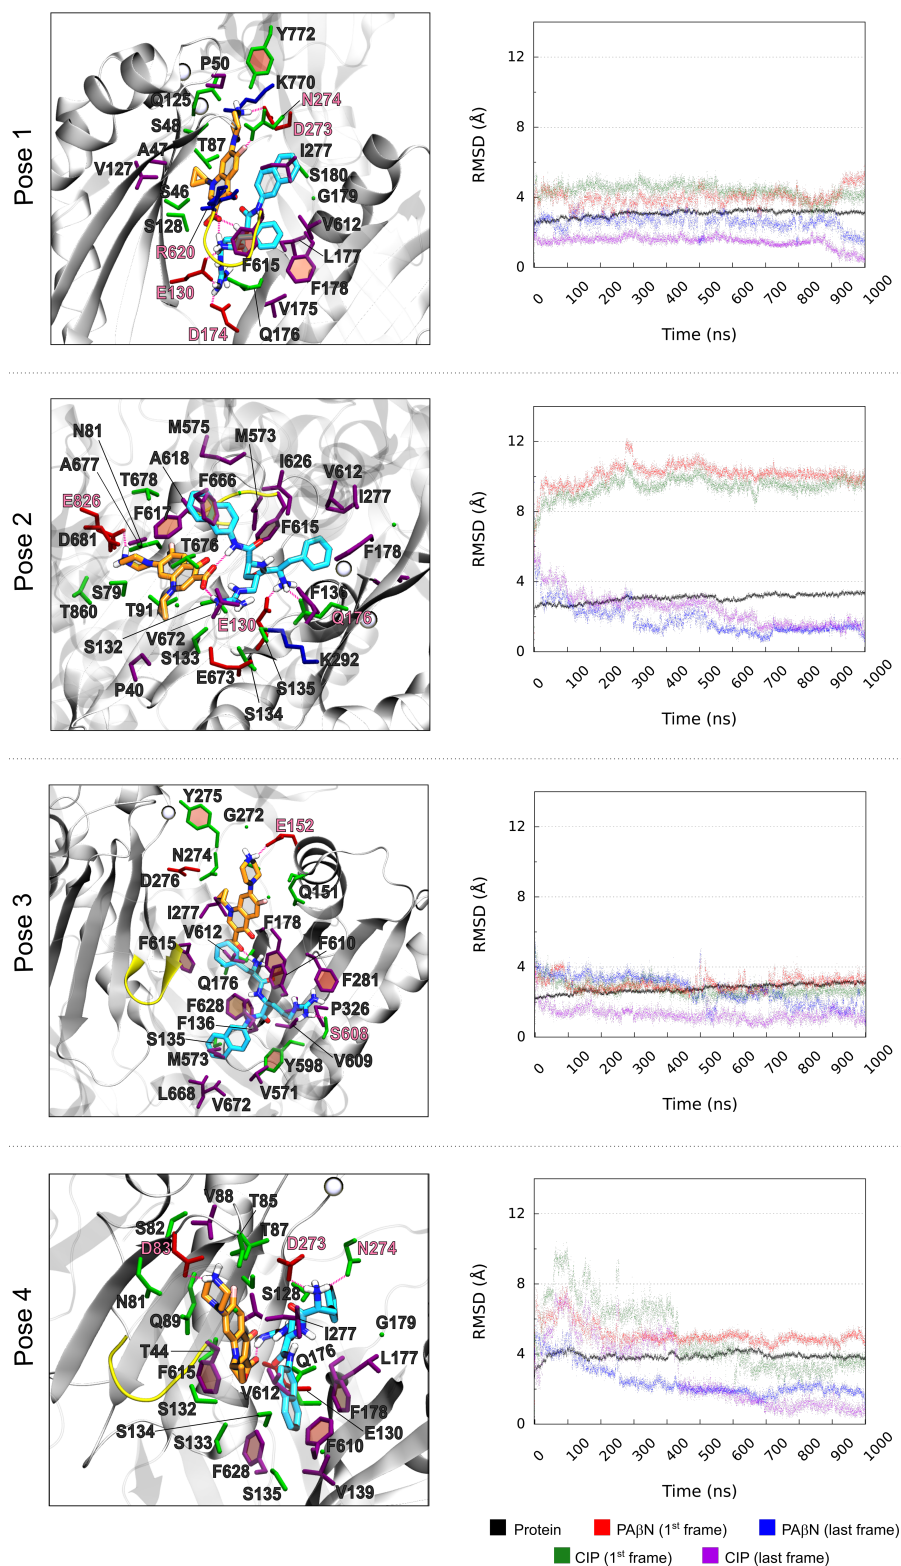 Pose 1
Y772
P50
K770
Q125
N274
S48
D273
T87
A47
I277
V127
S180
S46
G179
S128
V612
R620
L177
F615
F178
E130
V175
D174
Q176
12
8
4
0
RMSD (Å)
0 100 200 300 400 500 600 700 800 900 1000
Time (ns)
Pose 2
M575
N81
M573
A677
A618
I626
T678
F666
V612
E826
I277
F617
F615
D681
T676
F178
S79
F136
T860
T91
E130
Q176
S132
V672
S133
K292
E673
P40
S135
S134
12
8
4
0
RMSD (Å)
0 100 200 300 400 500 600 700 800 900 1000
Time (ns)
Pose 3
Y275
G272
E152
N274
D276
Q151
I277
F178
V612
F615
F610
Q176
F281
F628
P326
F136
S608
S135
M573
Y598
V609
L668
V571
V672
12
8
4
0
RMSD (Å)
0 100 200 300 400 500 600 700 800 900 1000
Time (ns)
Pose 4
V88
T85
S82
T87
D83
D273
N274
N81
S128
Q89
I277
G179
T44
Q176
L177
F615
V612
S132
F178
S134
E130
S133
F610
F628
S135
V139
12
8
4
0
RMSD (Å)
0 100 200 300 400 500 600 700 800 900 1000
Time (ns)
Protein PAβN (1st frame) PAβN (last frame)
CIP (1st frame) CIP (last frame)